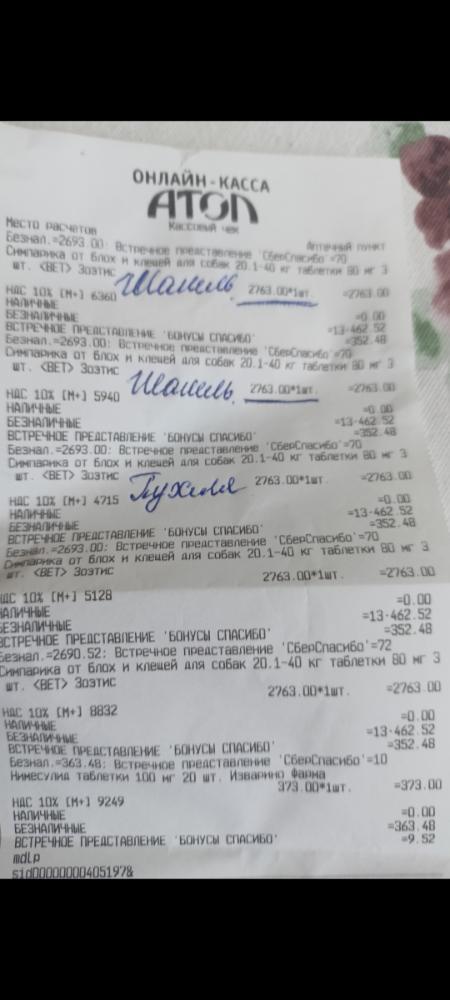 ОНЛАЙН-КАССА
АТОЛ
Кассовый чек
Место расчетов Аптечный пункт
Безнал.=2693.00: Встречное представление 'СберСпасибо'=70
Симпарика от блох и клещей для собак 20.1-40 кг таблетки 80 мг 3
шт. <ВЕТ> Зоэтис Шанель 2763.00*1шт. =2763.00
НДС 10% [М+] 6360
НАЛИЧНЫЕ =0.00
БЕЗНАЛИЧНЫЕ =13·462.52
ВСТРЕЧНОЕ ПРЕДСТАВЛЕНИЕ 'БОНУСЫ СПАСИБО' =352.48
Безнал.=2693.00: Встречное представление 'СберСпасибо'=70
Симпарика от блох и клещей для собак 20.1-40 кг таблетки 80 мг 3
шт. <ВЕТ> Зоэтис Шанель 2763.00*1шт. =2763.00
НДС 10% [М+] 5940
НАЛИЧНЫЕ =0.00
БЕЗНАЛИЧНЫЕ =13·462.52
ВСТРЕЧНОЕ ПРЕДСТАВЛЕНИЕ 'БОНУСЫ СПАСИБО' =352.48
Безнал.=2693.00: Встречное представление 'СберСпасибо'=70
Симпарика от блох и клещей для собак 20.1-40 кг таблетки 80 мг 3
шт. <ВЕТ> Зоэтис 2763.00*1шт. =2763.00
НДС 10% [М+] 4715
НАЛИЧНЫЕ =0.00
БЕЗНАЛИЧНЫЕ =13-462.52
ВСТРЕЧНОЕ ПРЕДСТАВЛЕНИЕ 'БОНУСЫ СПАСИБО' =352.48
Безнал.=2693.00: Встречное представление 'СберСпасибо'=70
Симпарика от блох и клещей для собак 20.1-40 кг таблетки 80 мг 3
шт. <ВЕТ> Зоэтис 2763.00*1шт. =2763.00
НДС 10% [М+] 5128
НАЛИЧНЫЕ =0.00
БЕЗНАЛИЧНЫЕ =13·462.52
ВСТРЕЧНОЕ ПРЕДСТАВЛЕНИЕ 'БОНУСЫ СПАСИБО' =352.48
Безнал.=2690.52: Встречное представление 'СберСпасибо'=72
Симпарика от блох и клещей для собак 20.1-40 кг таблетки 80 мг 3
шт. <ВЕТ> Зоэтис 2763.00*1шт. =2763.00
НДС 10% [М+] 8832
НАЛИЧНЫЕ =0.00
БЕЗНАЛИЧНЫЕ =13·462.52
ВСТРЕЧНОЕ ПРЕДСТАВЛЕНИЕ 'БОНУСЫ СПАСИБО' =352.48
Безнал.=363.48: Встречное представление 'СберСпасибо'=10
Нимесулид таблетки 100 мг 20 шт. Изварино Фарма
373.00*1шт. =373.00
НДС 10% [М+] 9249
НАЛИЧНЫЕ =0.00
БЕЗНАЛИЧНЫЕ =363.48
ВСТРЕЧНОЕ ПРЕДСТАВЛЕНИЕ 'БОНУСЫ СПАСИБО' =9.52
mdlp
sid0000000405197&